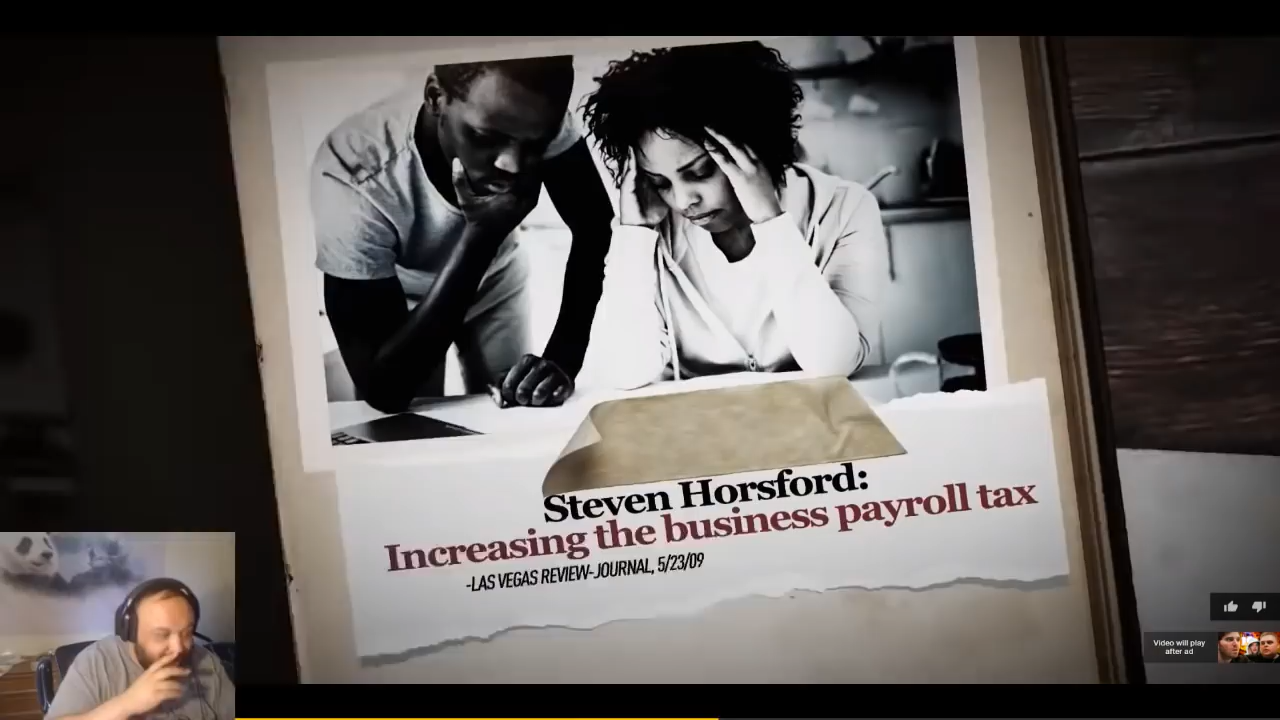 Steven Horsford:
Increasing the business payroll tax
-LAS VEGAS REVIEW-JOURNAL, 5/23/09
Video will play
after ad